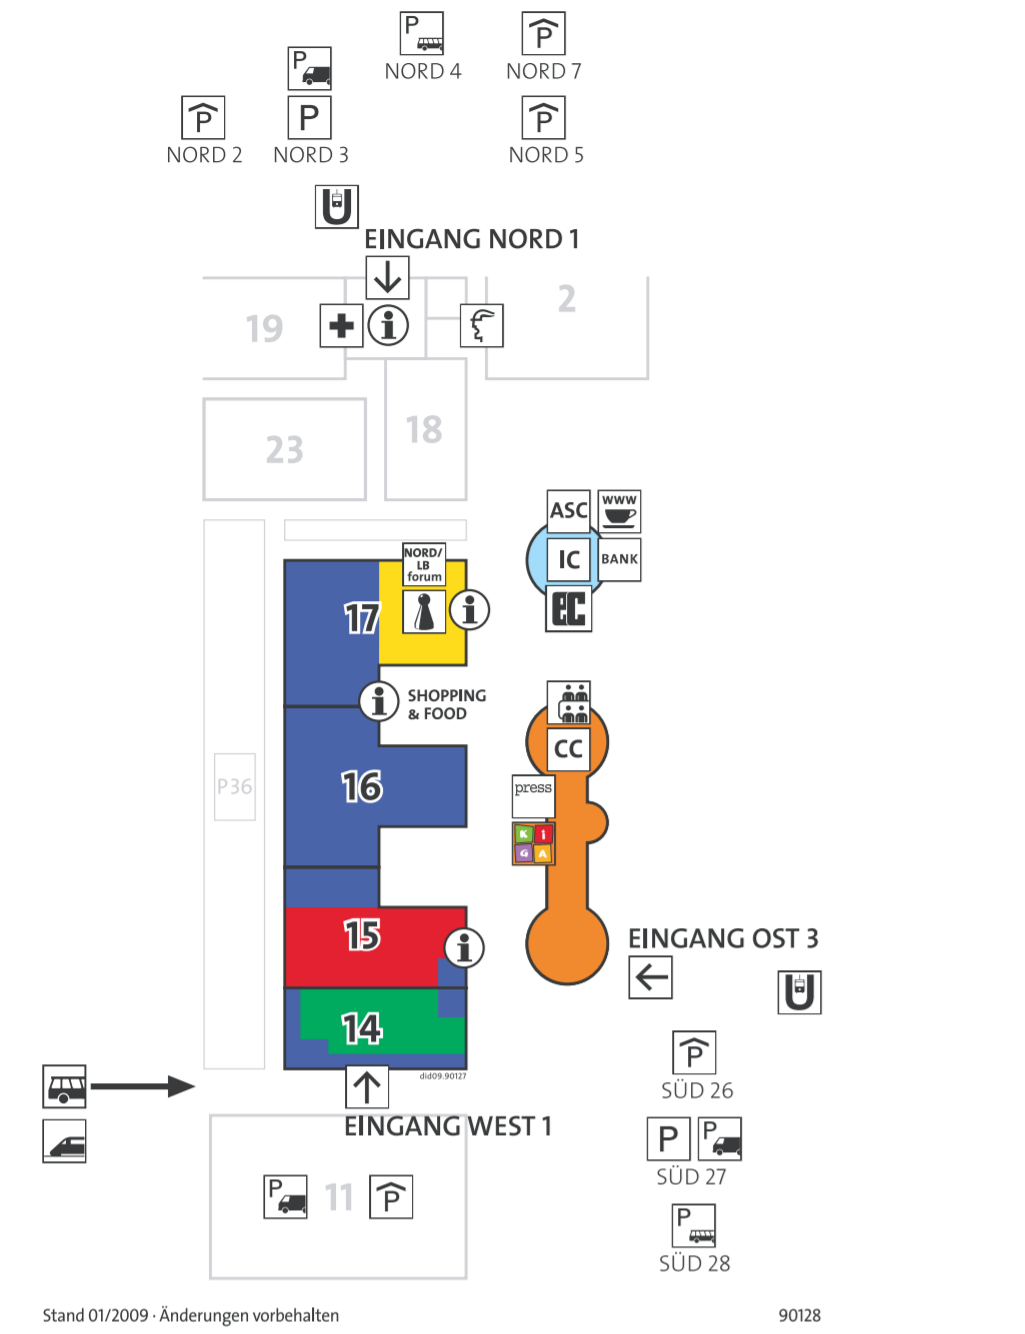 P
NORD 4
P
NORD 7
P
P
NORD 2
P
NORD 3
P
NORD 5
U
EINGANG NORD 1
i
19
2
23
18
ASC
WWW
IC
BANK
EC
NORD/
LB
forum
17
i
i
SHOPPING
& FOOD
CC
P36
16
press
K i
G A
15
i
EINGANG OST 3
U
14
did09.90127
P
SÜD 26
EINGANG WEST 1
P
P
SÜD 27
P
11
P
P
SÜD 28
Stand 01/2009 · Änderungen vorbehalten
90128